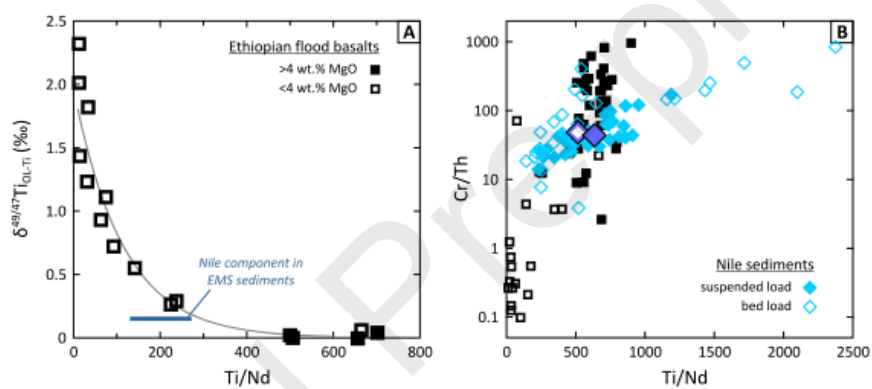 A
Ethiopian flood basalts
>4 wt.% MgO
<4 wt.% MgO
2.5
2.0
1.5
1.0
0.5
0
δ49/47TiOL-Ti (‰)
Nile component in
EMS sediments
0 200 400 600 800
Ti/Nd
B
1000
100
10
1
0.1
Cr/Th
Nile sediments
suspended load
bed load
0 500 1000 1500 2000 2500
Ti/Nd